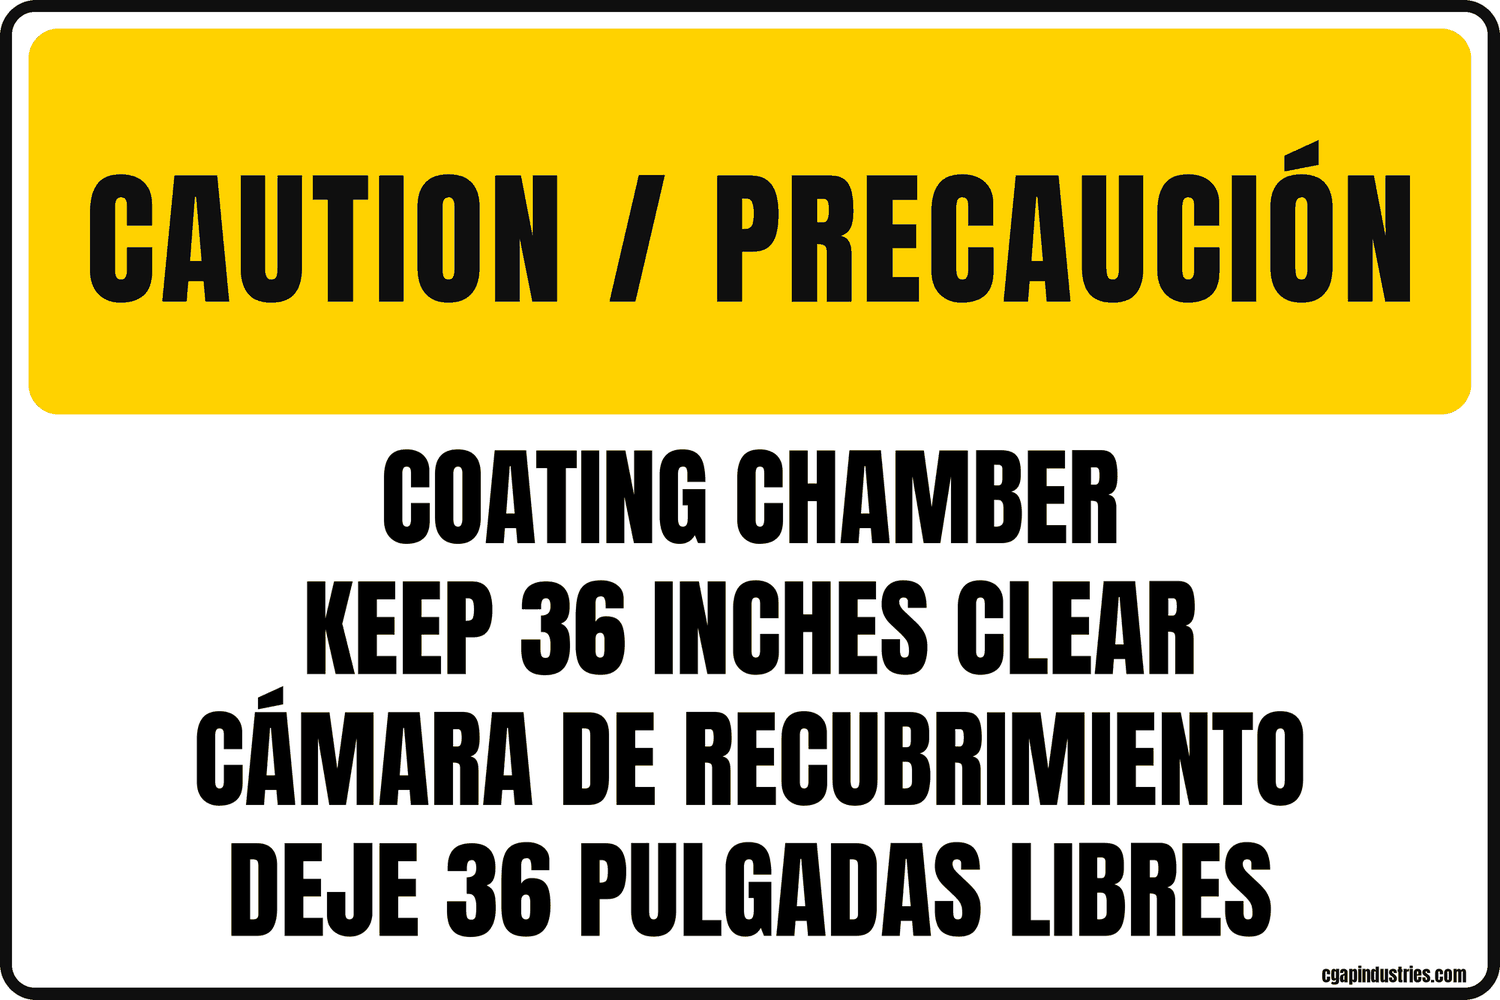 CAUTION / PRECAUCIÓN
COATING CHAMBER
KEEP 36 INCHES CLEAR
CÁMARA DE RECUBRIMIENTO
DEJE 36 PULGADAS LIBRES
cgapindustries.com